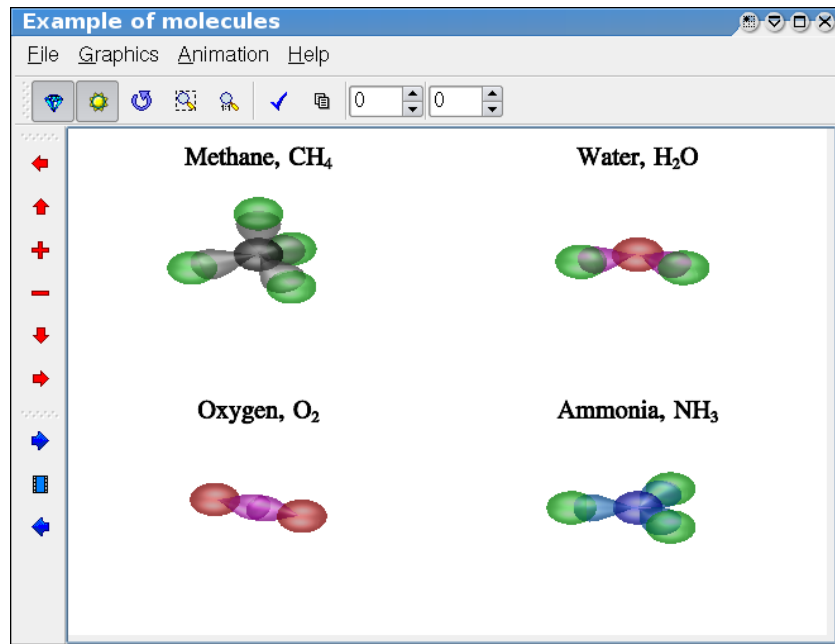 Example of molecules
File Graphics Animation Help
0 0
Methane, CH₄ Water, H₂O
Oxygen, O₂ Ammonia, NH₃